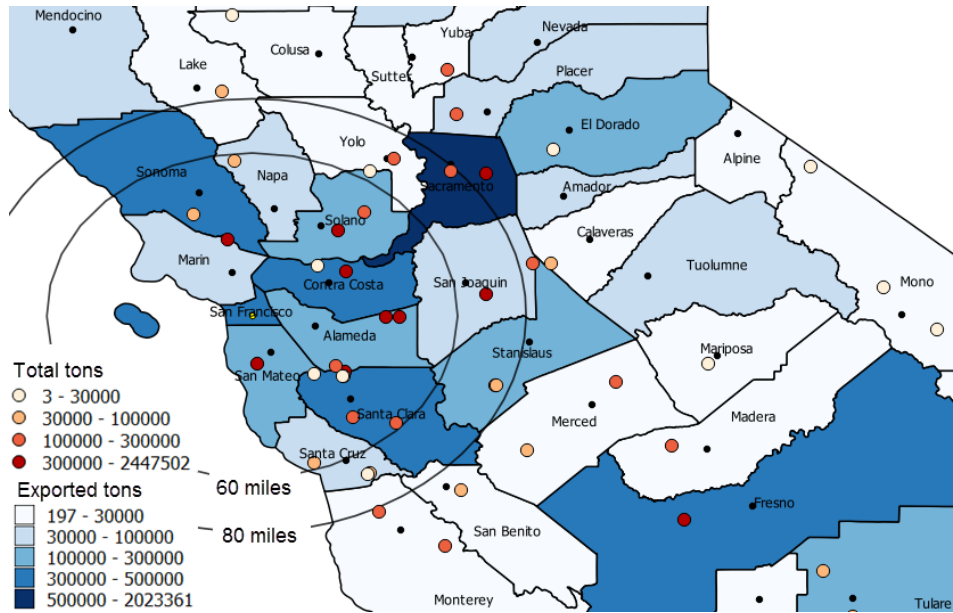 Mendocino
Nevada
Yuba
Colusa
Lake
Sutter
Placer
El Dorado
Yolo
Alpine
Sonoma
Napa
Sacramento
Amador
Solano
Calaveras
Marin
Tuolumne
Contra Costa
San Joaquin
Mono
San Francisco
Alameda
Stanislaus
Mariposa
San Mateo
Santa Clara
Merced
Madera
Santa Cruz
Fresno
San Benito
Monterey
Tulare
60 miles
80 miles
Total tons
3 - 30000
30000 - 100000
100000 - 300000
300000 - 2447502
Exported tons
197 - 30000
30000 - 100000
100000 - 300000
300000 - 500000
500000 - 2023361